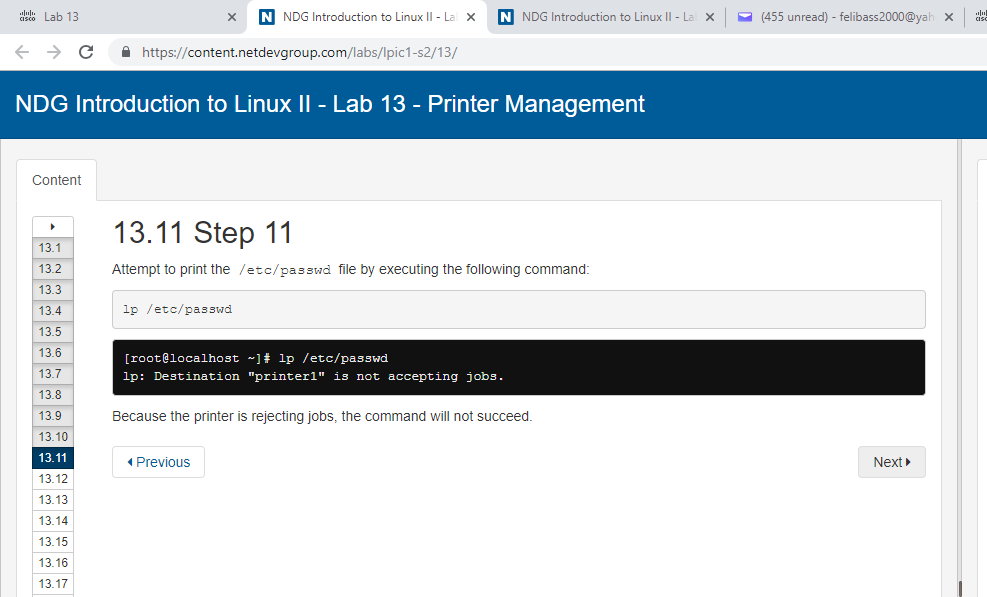 Lab 13
NDG Introduction to Linux II - La
NDG Introduction to Linux II - La
(455 unread) - felibass2000@yah
https://content.netdevgroup.com/labs/lpic1-s2/13/
NDG Introduction to Linux II - Lab 13 - Printer Management
Content
13.1
13.2
13.3
13.4
13.5
13.6
13.7
13.8
13.9
13.10
13.11
13.12
13.13
13.14
13.15
13.16
13.17
13.11 Step 11
Attempt to print the /etc/passwd file by executing the following command:
lp /etc/passwd
[root@localhost ~]# lp /etc/passwd
lp: Destination "printer1" is not accepting jobs.
Because the printer is rejecting jobs, the command will not succeed.
Previous
Next